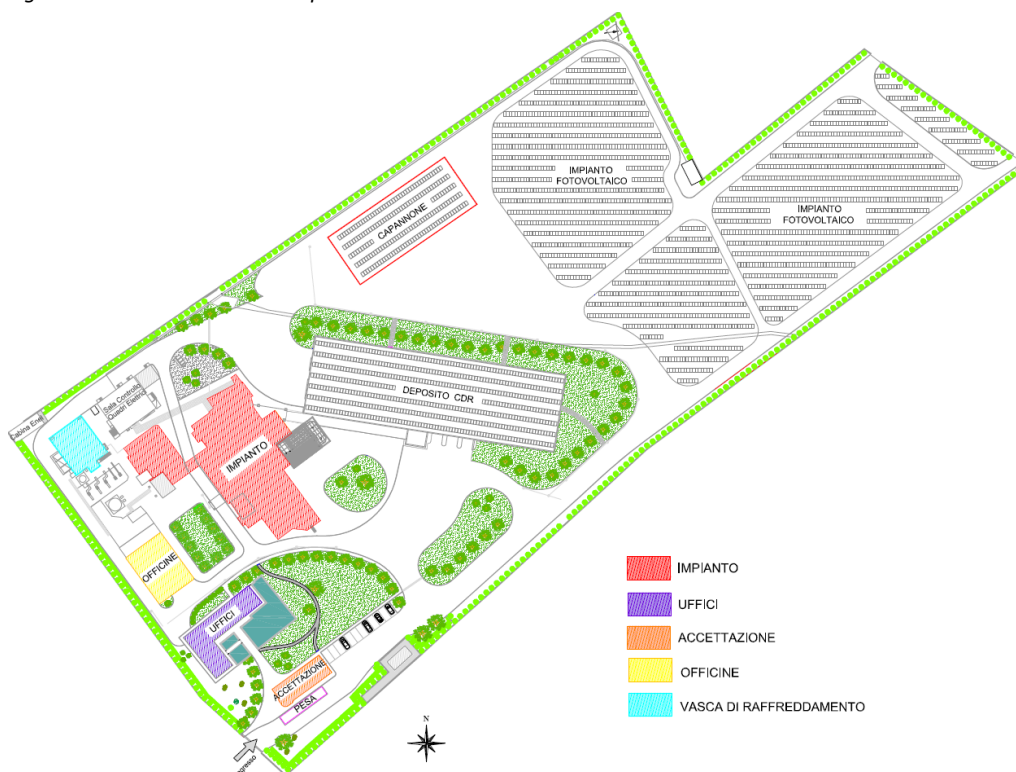 IMPIANTO
FOTOVOLTAICO
IMPIANTO
FOTOVOLTAICO
CAPANNONE
DEPOSITO CDR
Sala Controllo
Quadri Elettrici
Cabina Enel
IMPIANTO
OFFICINE
UFFICI
ACCETTAZIONE
PESA
N
IMPIANTO
UFFICI
ACCETTAZIONE
OFFICINE
VASCA DI RAFFREDDAMENTO